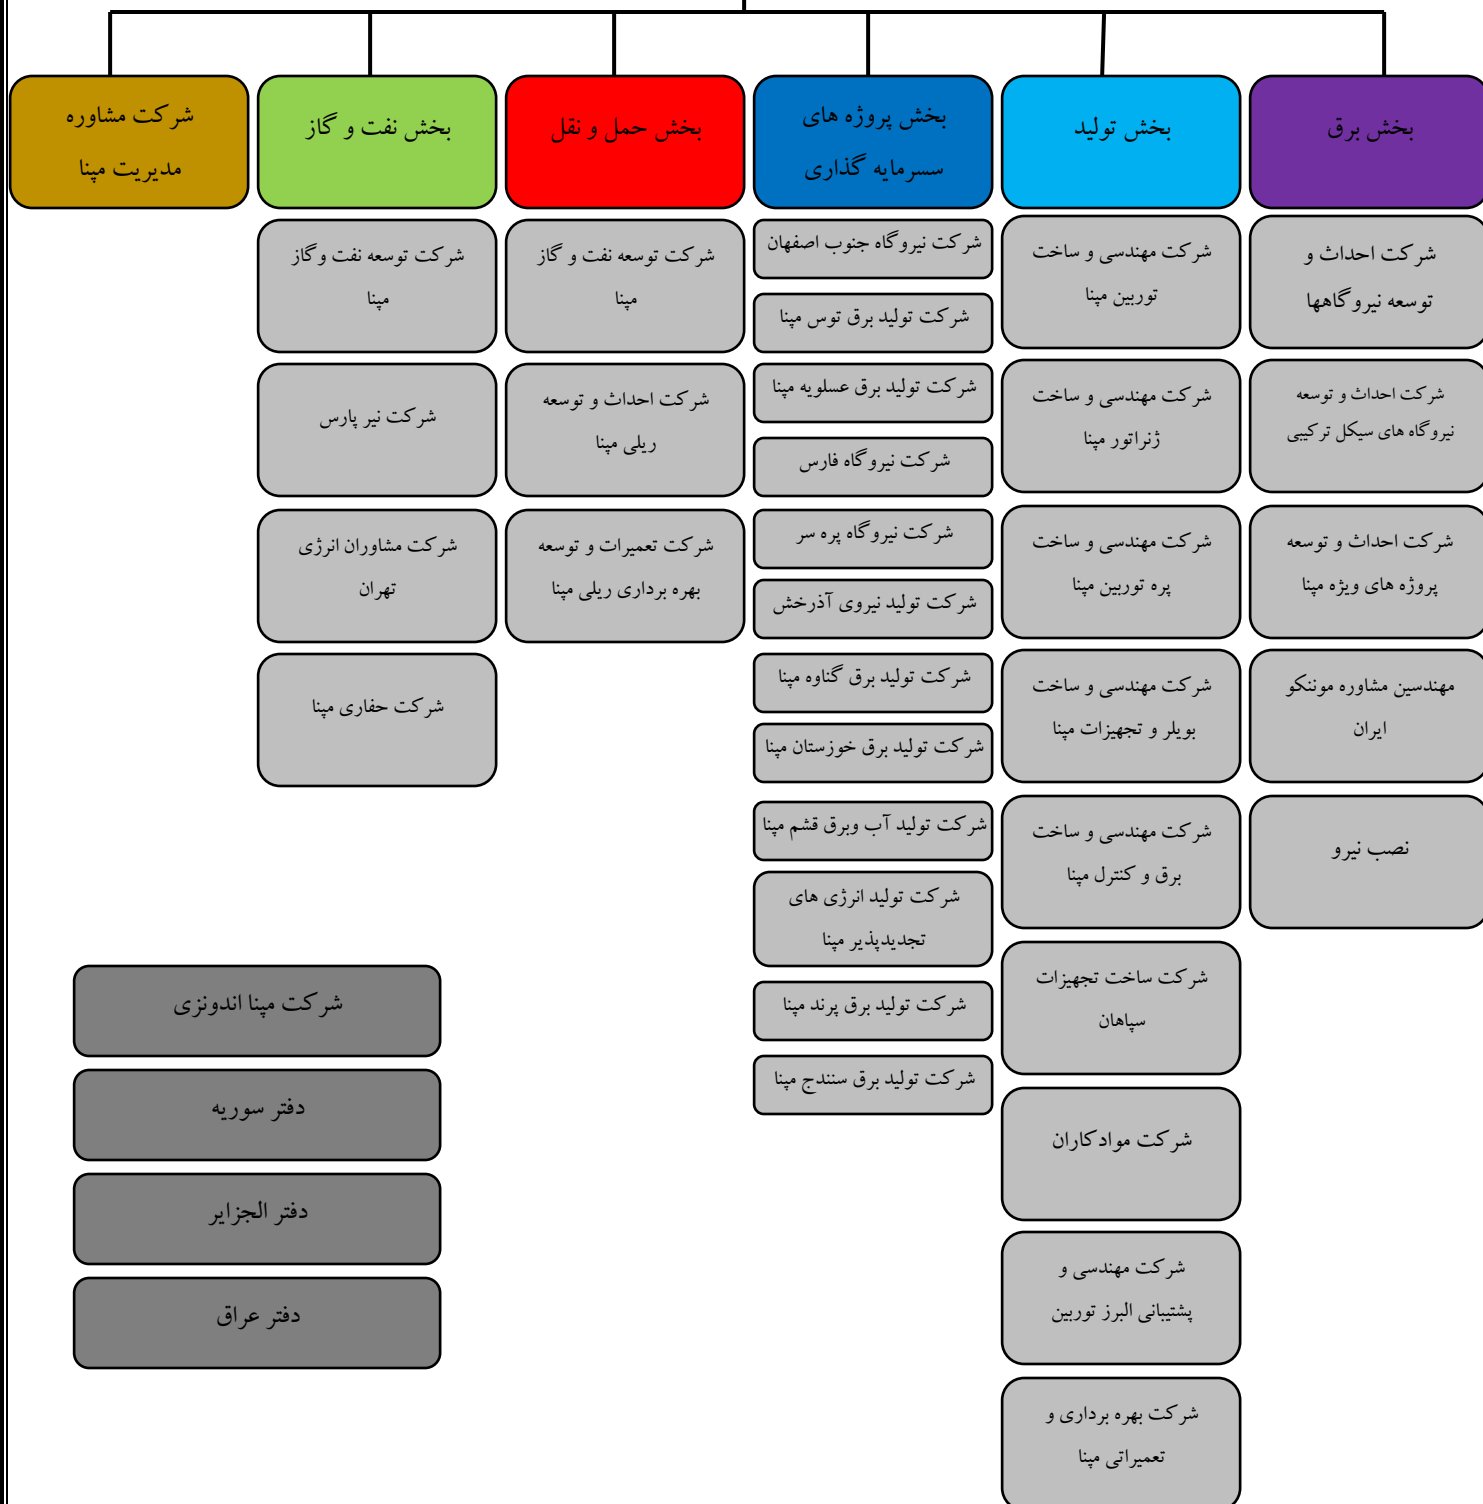 بخش برق
بخش تولید
بخش پروژه های
سسرمایه گذاری
بخش حمل و نقل
بخش نفت و گاز
شرکت مشاوره
مدیریت مپنا
شرکت احداث و
توسعه نیروگاهها
شرکت احداث و توسعه
نیروگاه های سیکل ترکیبی
شرکت احداث و توسعه
پروژه های ویژه مپنا
مهندسین مشاوره موننکو
ایران
نصب نیرو
شرکت مهندسی و ساخت
توربین مپنا
شرکت مهندسی و ساخت
ژنراتور مپنا
شرکت مهندسی و ساخت
پره توربین مپنا
شرکت مهندسی و ساخت
بویلر و تجهیزات مپنا
شرکت مهندسی و ساخت
برق و کنترل مپنا
شرکت ساخت تجهیزات
سپاهان
شرکت موادکاران
شرکت مهندسی و
پشتیبانی البرز توربین
شرکت بهره برداری و
تعمیراتی مپنا
شرکت نیروگاه جنوب اصفهان
شرکت تولید برق توس مپنا
شرکت تولید برق عسلویه مپنا
شرکت نیروگاه فارس
شرکت نیروگاه پره سر
شرکت تولید نیروی آذرخش
شرکت تولید برق گناوه مپنا
شرکت تولید برق خوزستان مپنا
شرکت تولید آب وبرق قشم مپنا
شرکت تولید انرژی های
تجدیدپذیر مپنا
شرکت تولید برق پرند مپنا
شرکت تولید برق سنندج مپنا
شرکت توسعه نفت و گاز
مپنا
شرکت احداث و توسعه
ریلی مپنا
شرکت تعمیرات و توسعه
بهره برداری ریلی مپنا
شرکت توسعه نفت وگاز
مپنا
شرکت نیر پارس
شرکت مشاوران انرژی
تهران
شرکت حفاری مپنا
شرکت مپنا اندونزی
دفتر سوریه
دفتر الجزایر
دفتر عراق